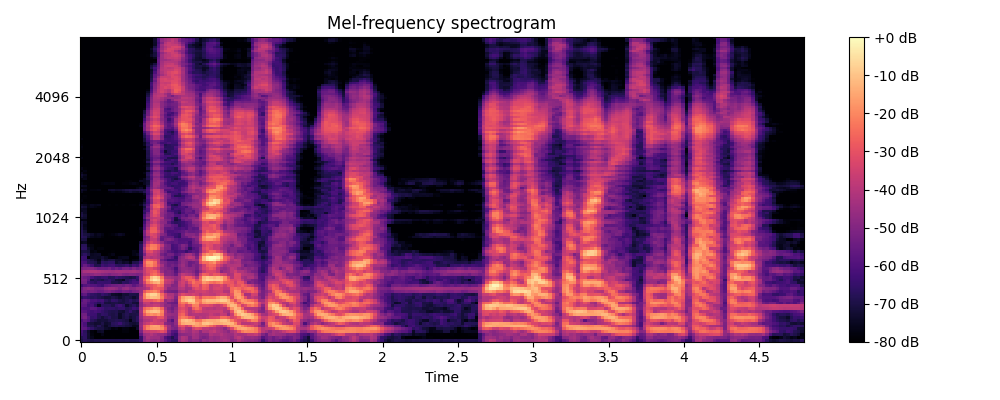 Mel-frequency spectrogram
+0 dB
-10 dB
-20 dB
-30 dB
-40 dB
-50 dB
-60 dB
-70 dB
-80 dB
Hz
4096
2048
1024
512
0
0 0.5 1 1.5 2 2.5 3 3.5 4 4.5
Time